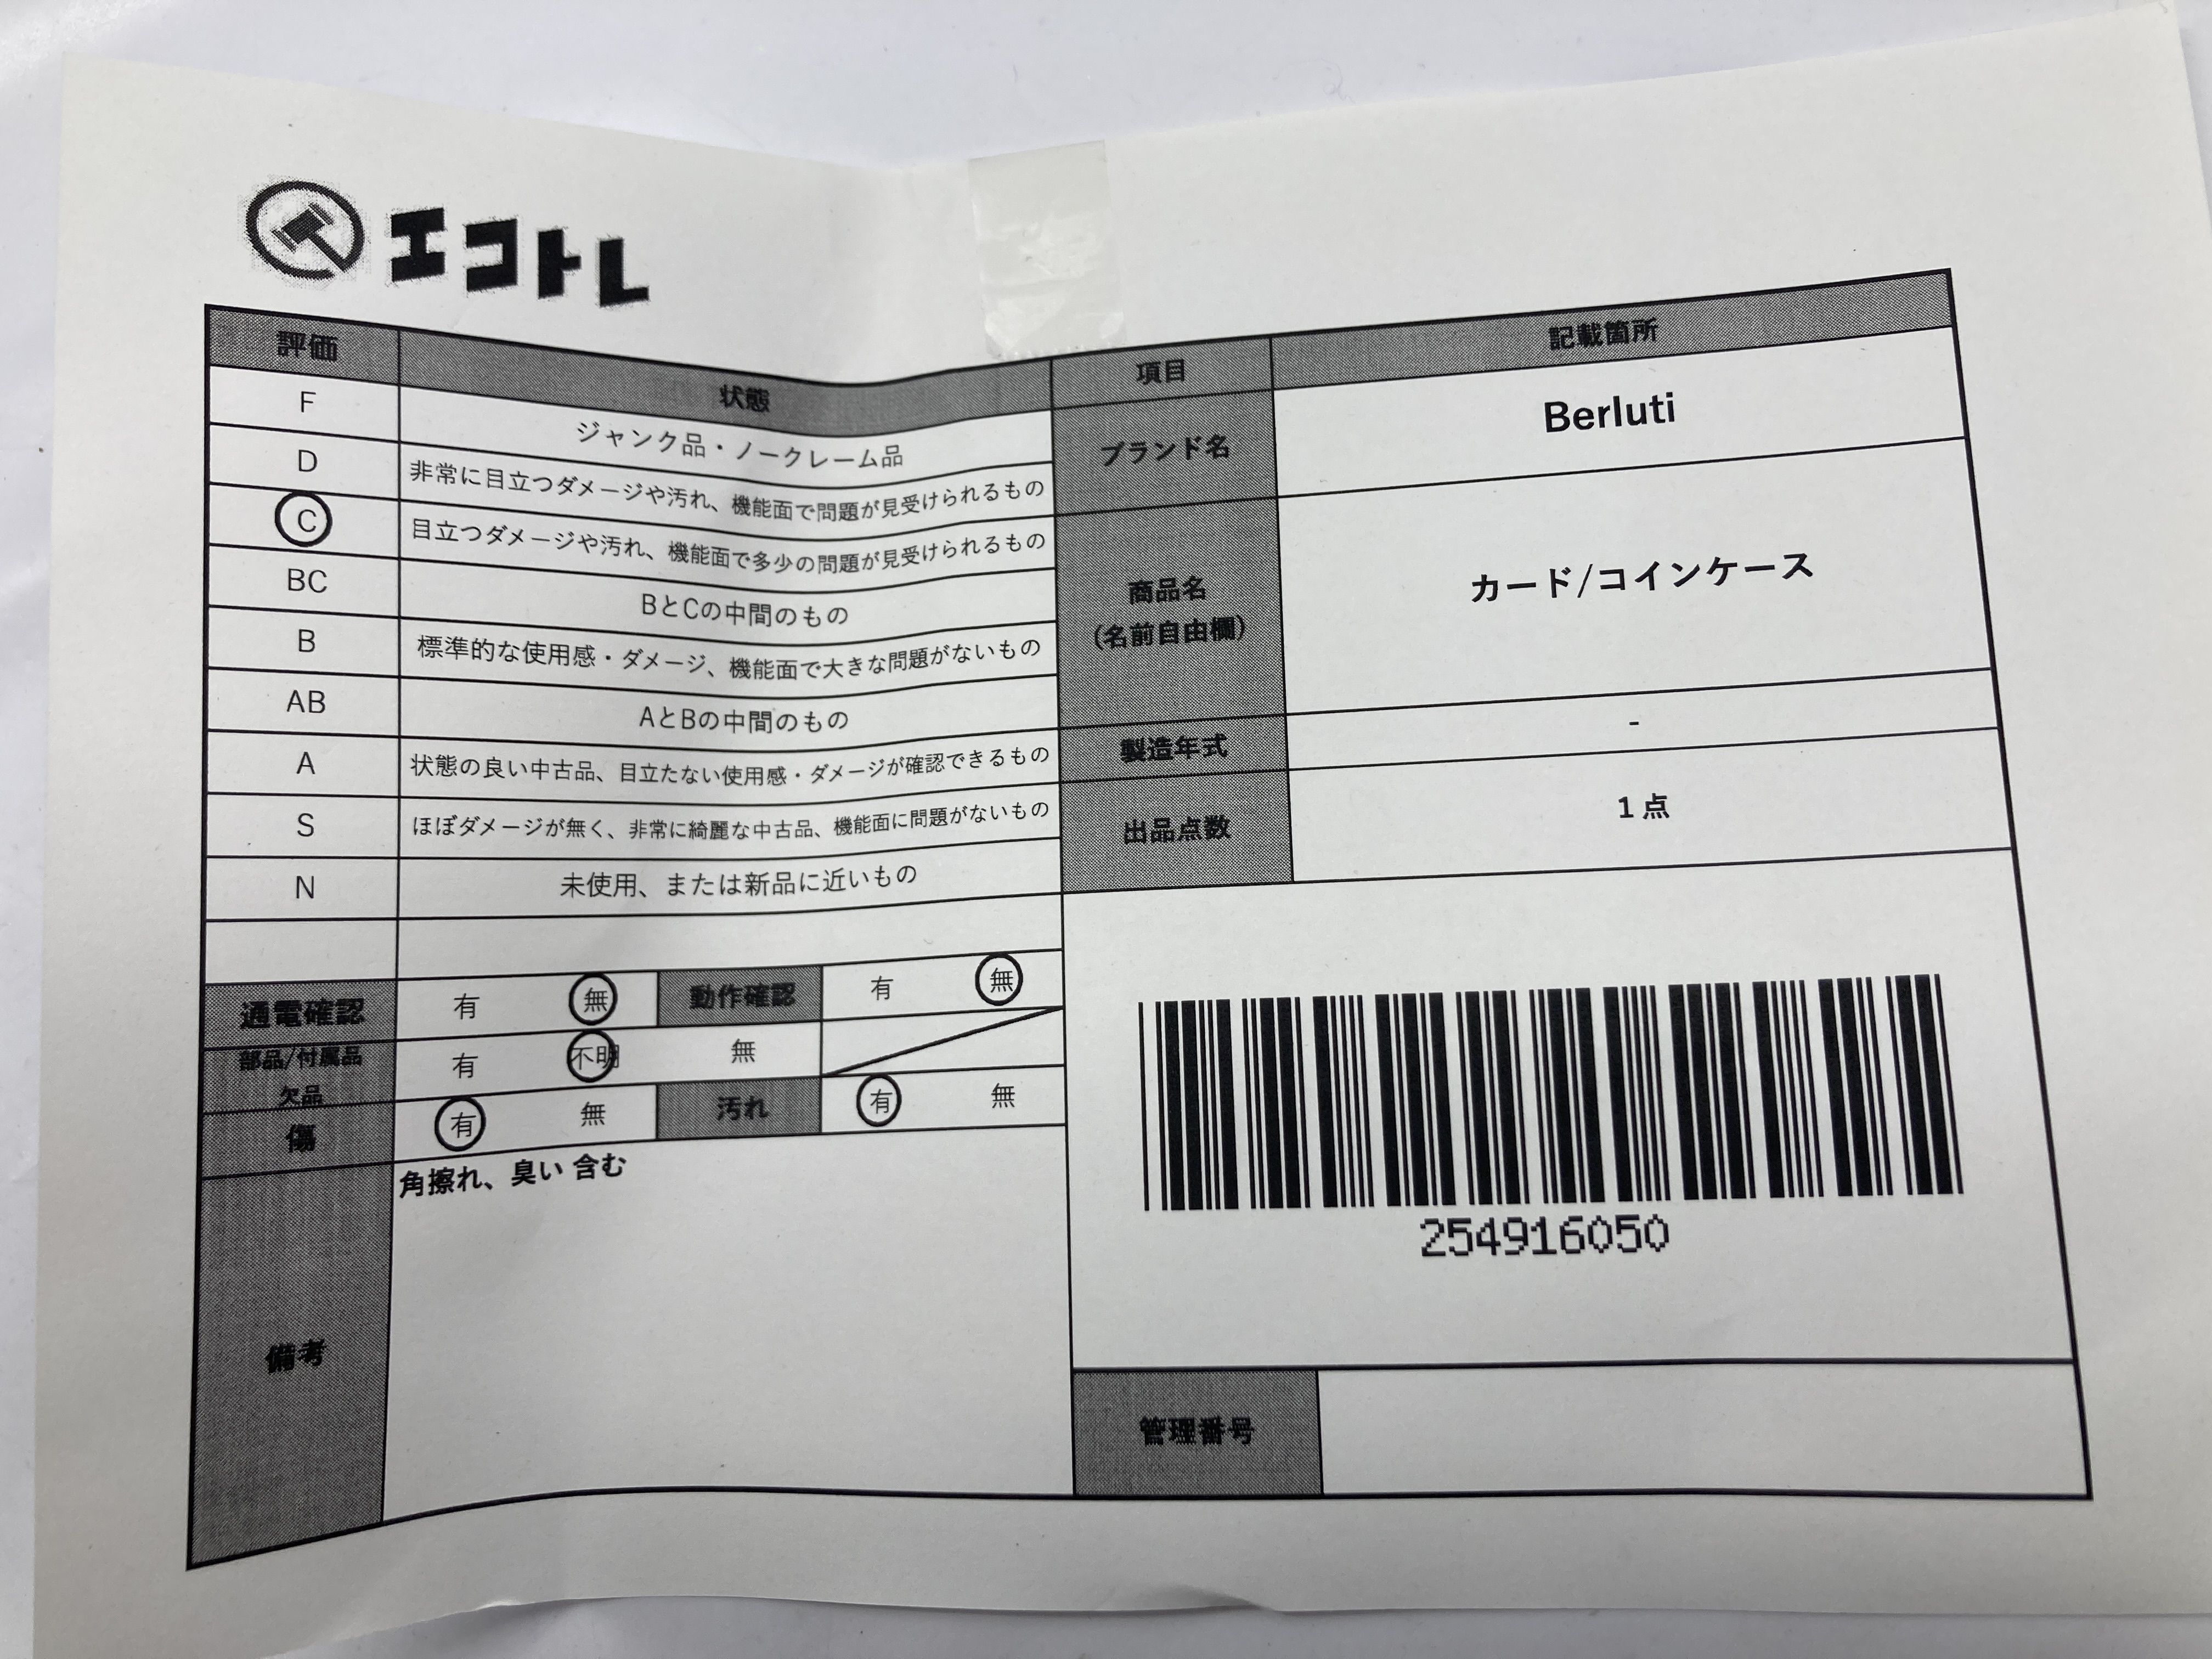 エコトレ
評価 状態
F ジャンク品・ノークレーム品
D 非常に目立つダメージや汚れ、機能面で問題が見受けられるもの
C 目立つダメージや汚れ、機能面で多少の問題が見受けられるもの
BC BとCの中間のもの
B 標準的な使用感・ダメージ、機能面で大きな問題がないもの
AB AとBの中間のもの
A 状態の良い中古品、目立たない使用感・ダメージが確認できるもの
S ほぼダメージが無く、非常に綺麗な中古品、機能面に問題がないもの
N 未使用、または新品に近いもの
通電確認 有 無 動作確認 有 無
部品/付属品
欠品 有 不明 無
傷 有 無 汚れ 有 無
備考 角擦れ、臭い 含む
項目 記載箇所
ブランド名 Berluti
商品名
(名前自由欄) カード/コインケース
製造年式 -
出品点数 1 点
254916050
管理番号